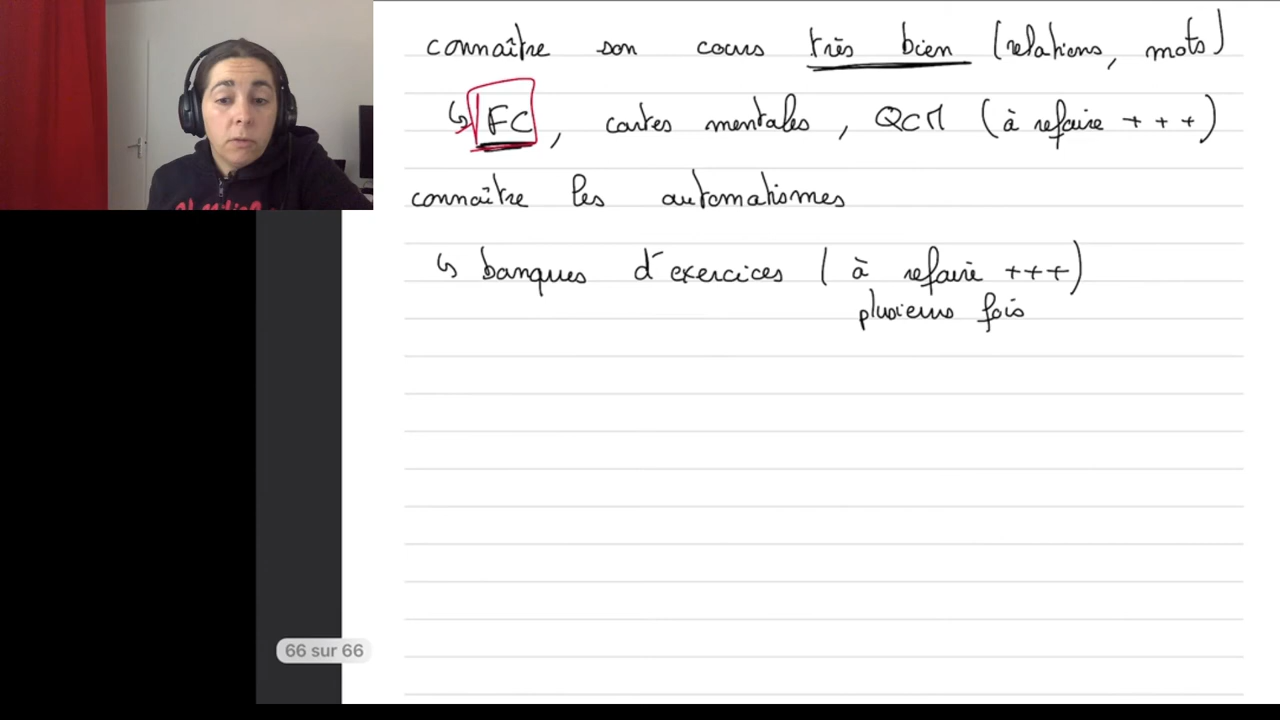 connaître son cours très bien (relations, mots)
↳ FC, cartes mentales, QCM (à refaire +++)
connaître les automatismes
↳ banques d'exercices (à refaire +++)
plusieurs fois
66 sur 66